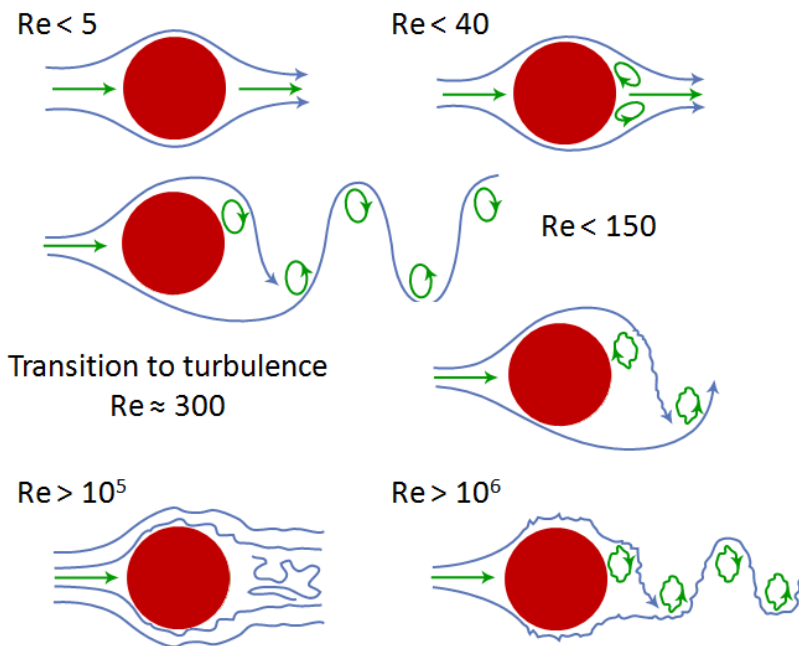 Re < 5
Re < 40
Re < 150
Transition to turbulence
Re ≈ 300
Re > 10⁵
Re > 10⁶